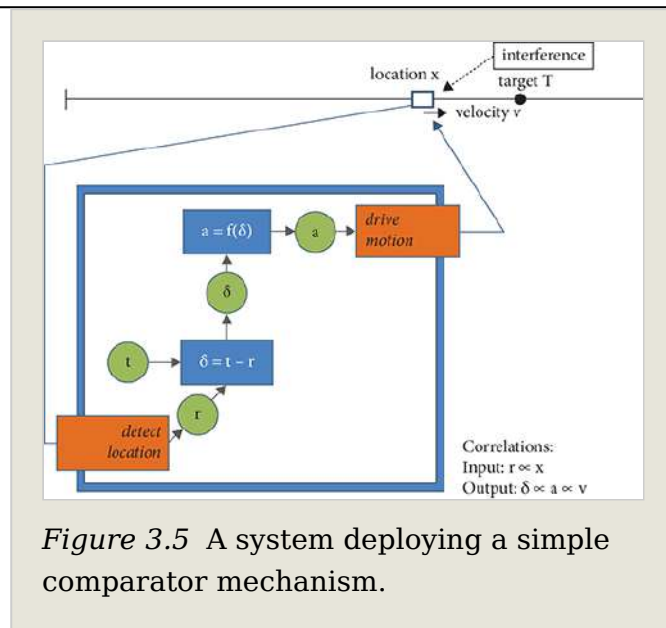 interference
location x
target T
velocity v
a = f(δ)
a
drive
motion
δ
t
δ = t − r
r
detect
location
Correlations:
Input: r ∝ x
Output: δ ∝ a ∝ v
Figure 3.5 A system deploying a simple
comparator mechanism.